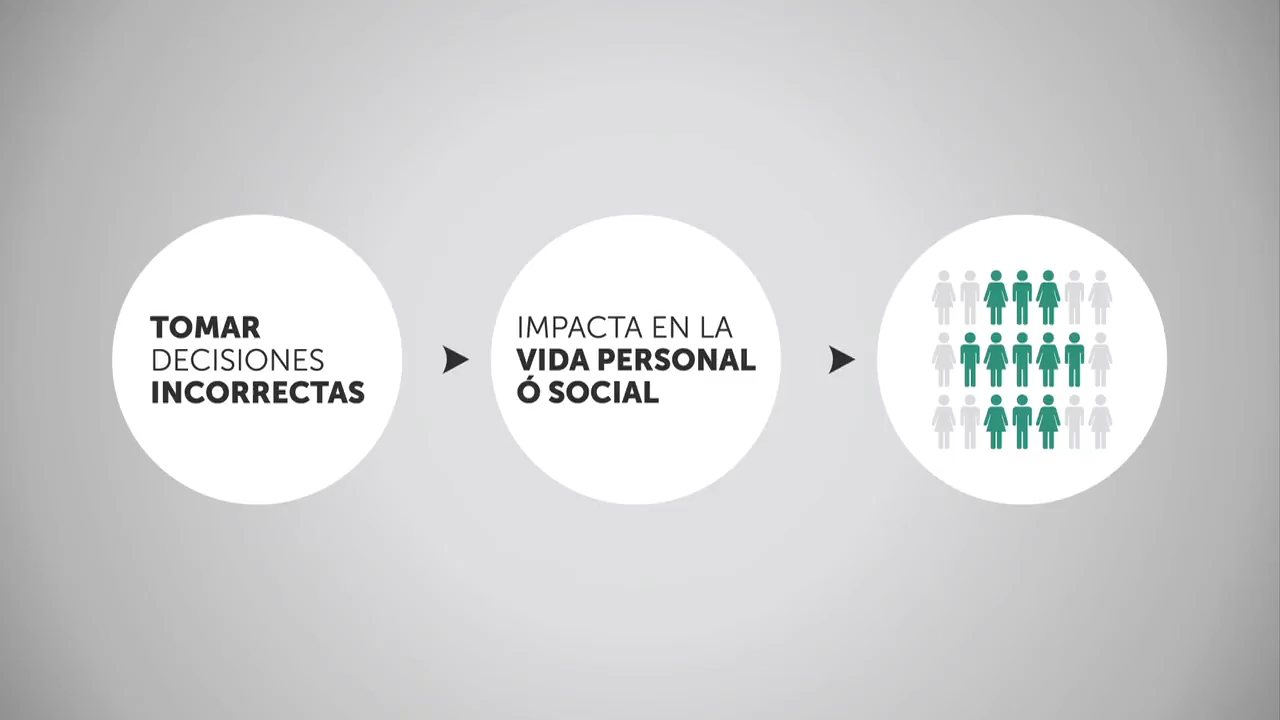 TOMAR
DECISIONES
INCORRECTAS
IMPACTA EN LA
VIDA PERSONAL
Ó SOCIAL